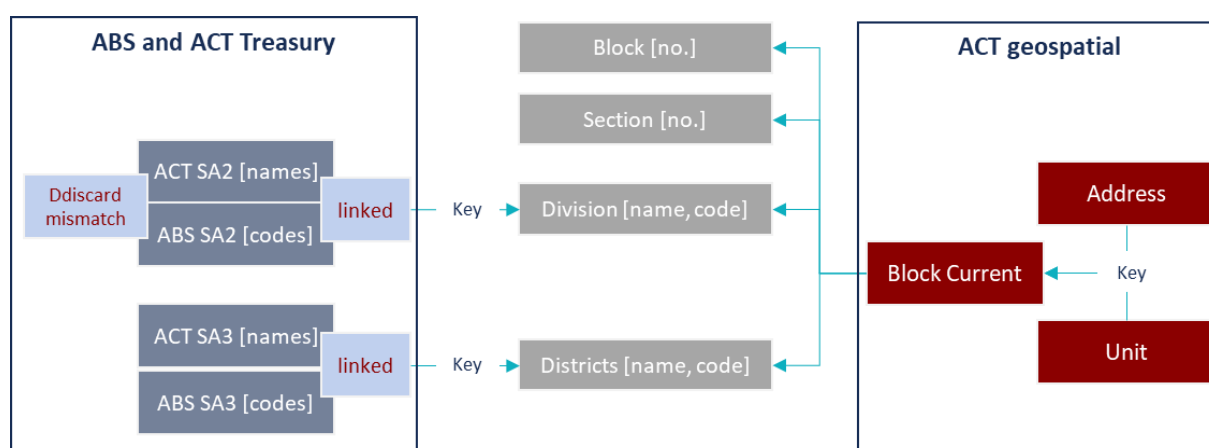 ABS and ACT Treasury
ACT SA2 [names]
Ddiscard
mismatch
linked
ABS SA2 [codes]
ACT SA3 [names]
linked
ABS SA3 [codes]
Key
Key
Block [no.]
Section [no.]
Division [name, code]
Districts [name, code]
ACT geospatial
Address
Block Current
Key
Unit